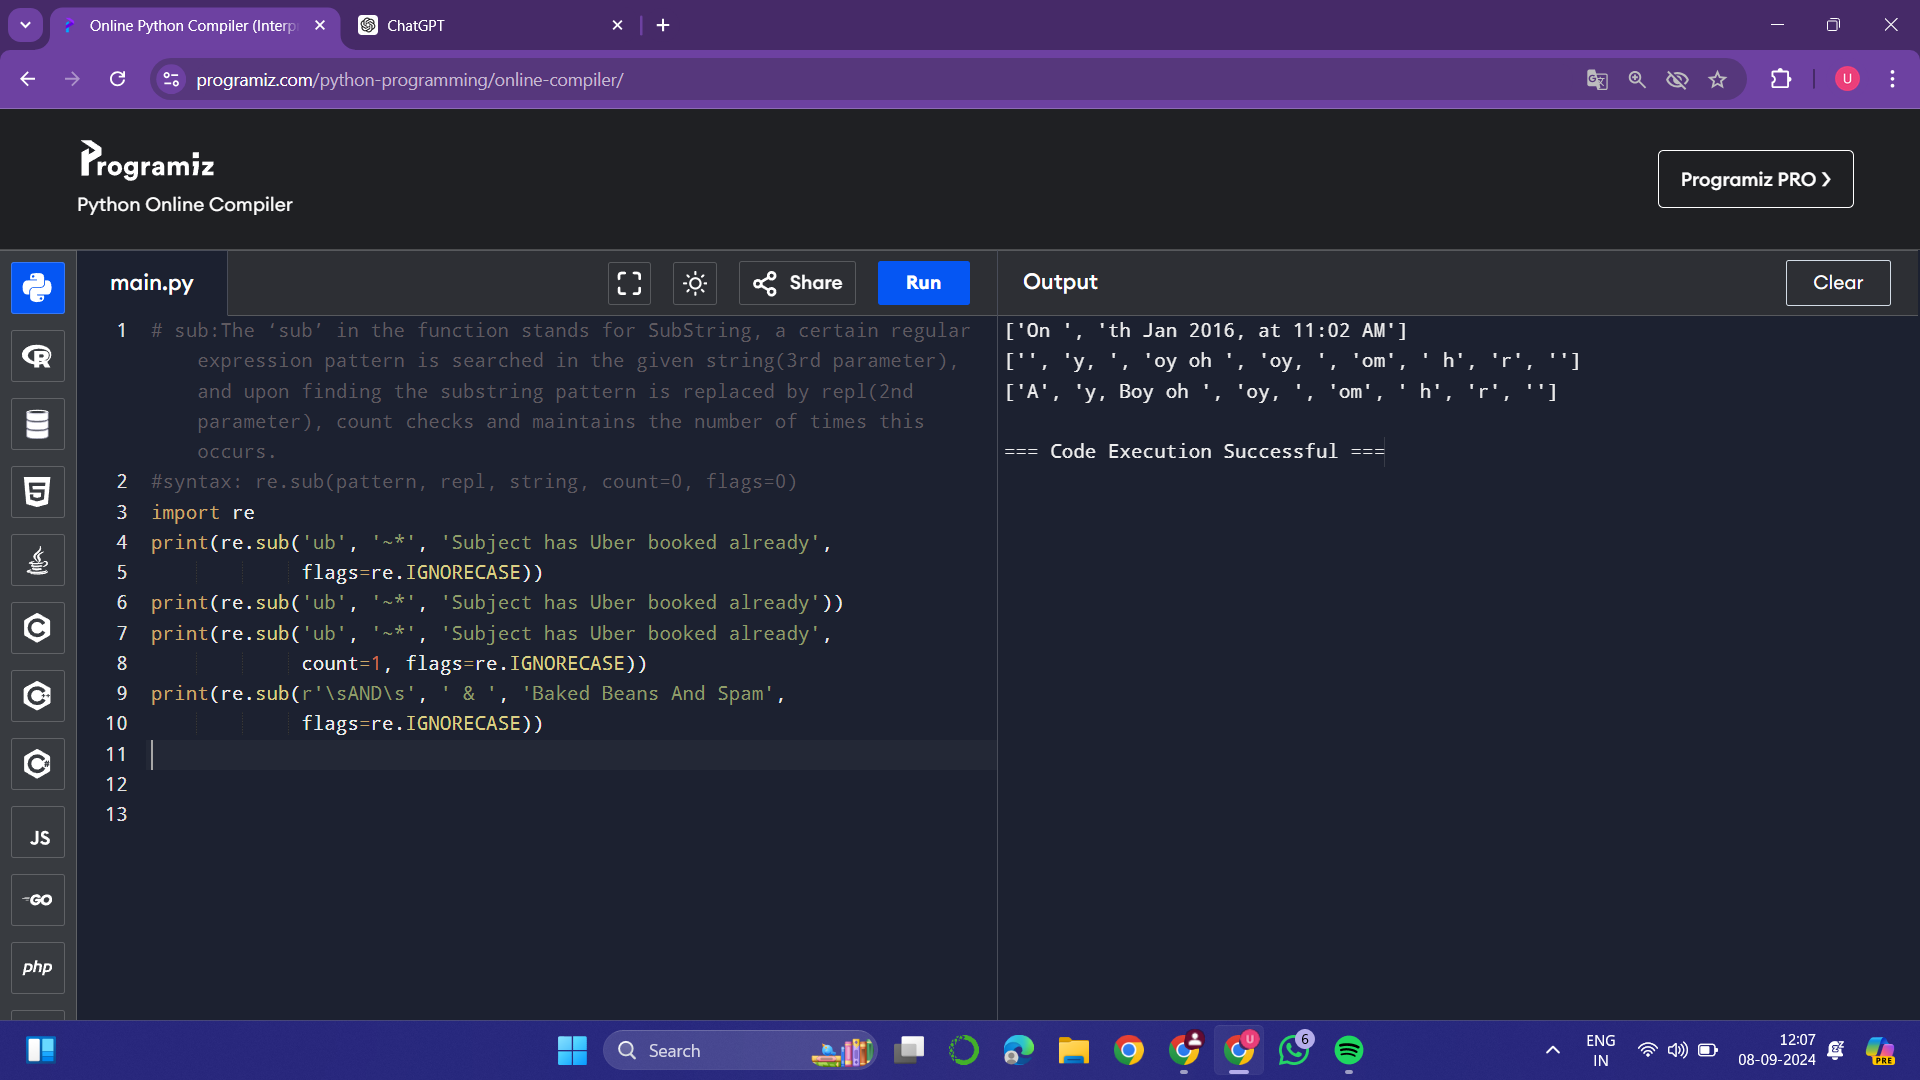 Online Python Compiler (Interp
ChatGPT
programiz.com/python-programming/online-compiler/
U
Programiz
Python Online Compiler
Programiz PRO ❯
main.py
Share
Run
Output
Clear
1 # sub:The ‘sub’ in the function stands for SubString, a certain regular
expression pattern is searched in the given string(3rd parameter),
and upon finding the substring pattern is replaced by repl(2nd
parameter), count checks and maintains the number of times this
occurs.
2 #syntax: re.sub(pattern, repl, string, count=0, flags=0)
3 import re
4 print(re.sub('ub', '~*', 'Subject has Uber booked already',
5 flags=re.IGNORECASE))
6 print(re.sub('ub', '~*', 'Subject has Uber booked already'))
7 print(re.sub('ub', '~*', 'Subject has Uber booked already',
8 count=1, flags=re.IGNORECASE))
9 print(re.sub(r'\sAND\s', ' & ', 'Baked Beans And Spam',
10 flags=re.IGNORECASE))
11
12
13
['On ', 'th Jan 2016, at 11:02 AM']
['', 'y, ', 'oy oh ', 'oy, ', 'om', ' h', 'r', '']
['A', 'y, Boy oh ', 'oy, ', 'om', ' h', 'r', '']
=== Code Execution Successful ===
R
5
C
C++
C#
JS
GO
php
Search
U
6
ENG
IN
12:07
08-09-2024
PRE